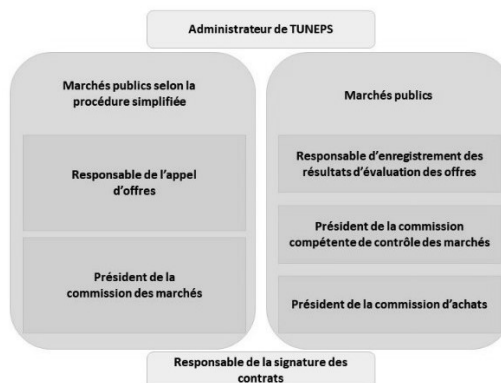 Administrateur de TUNEPS
Marchés publics selon la
procédure simplifiée
Responsable de l'appel
d'offres
Président de la
commission des marchés
Marchés publics
Responsable d'enregistrement des
résultats d'évaluation des offres
Président de la commission
compétente de contrôle des marchés
Président de la commission d'achats
Responsable de la signature des
contrats